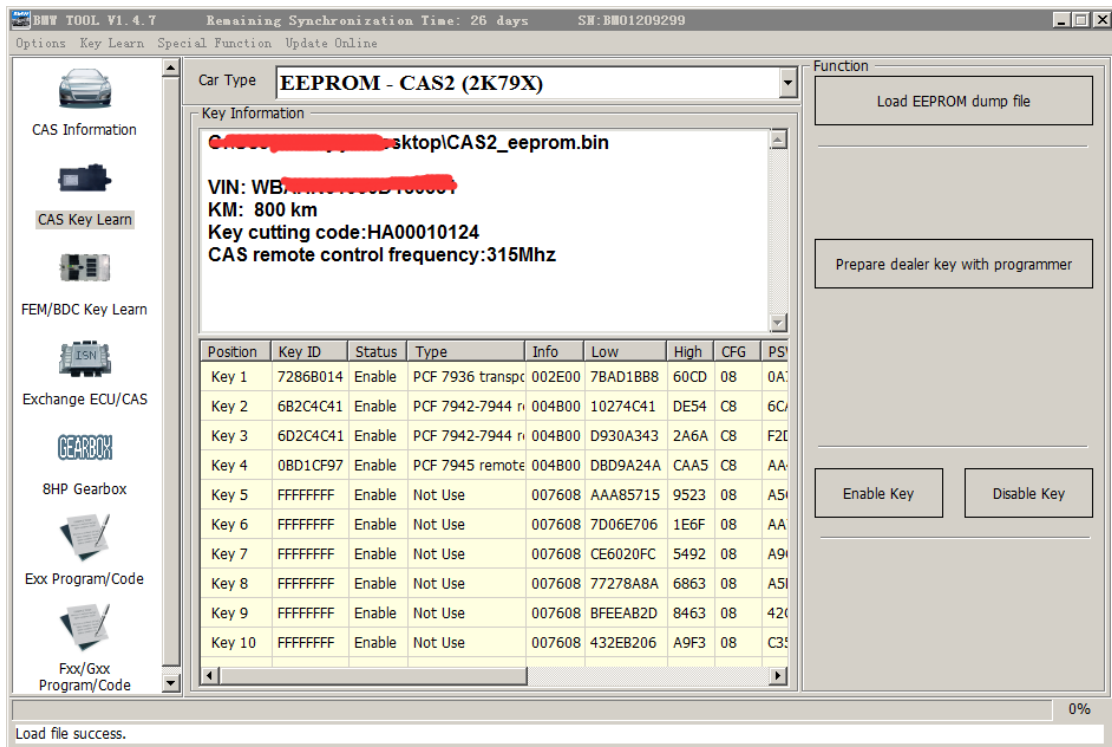 BMW TOOL V1.4.7 Remaining Synchronization Time: 26 days SN:BM01209299
Options Key Learn Special Function Update Online
CAS Information
CAS Key Learn
FEM/BDC Key Learn
ISN
Exchange ECU/CAS
GEARBOX
8HP Gearbox
Exx Program/Code
Fxx/Gxx
Program/Code
Car Type EEPROM - CAS2 (2K79X)
Key Information
sktop\CAS2_eeprom.bin
VIN: WB
KM: 800 km
Key cutting code:HA00010124
CAS remote control frequency:315Mhz
Position Key ID Status Type Info Low High CFG PS
Key 1 7286B014 Enable PCF 7936 transpo 002E00 7BAD1BB8 60CD 08 0A
Key 2 6B2C4C41 Enable PCF 7942-7944 r 004B00 10274C41 DE54 C8 6C
Key 3 6D2C4C41 Enable PCF 7942-7944 r 004B00 D930A343 2A6A C8 F2
Key 4 0BD1CF97 Enable PCF 7945 remote 004B00 DBD9A24A CAA5 C8 AA
Key 5 FFFFFFFF Enable Not Use 007608 AAA85715 9523 08 A5
Key 6 FFFFFFFF Enable Not Use 007608 7D06E706 1E6F 08 AA
Key 7 FFFFFFFF Enable Not Use 007608 CE6020FC 5492 08 A9
Key 8 FFFFFFFF Enable Not Use 007608 77278A8A 6863 08 A5
Key 9 FFFFFFFF Enable Not Use 007608 BFEEAB2D 8463 08 42
Key 10 FFFFFFFF Enable Not Use 007608 432EB206 A9F3 08 C3
Function
Load EEPROM dump file
Prepare dealer key with programmer
Enable Key Disable Key
0%
Load file success.